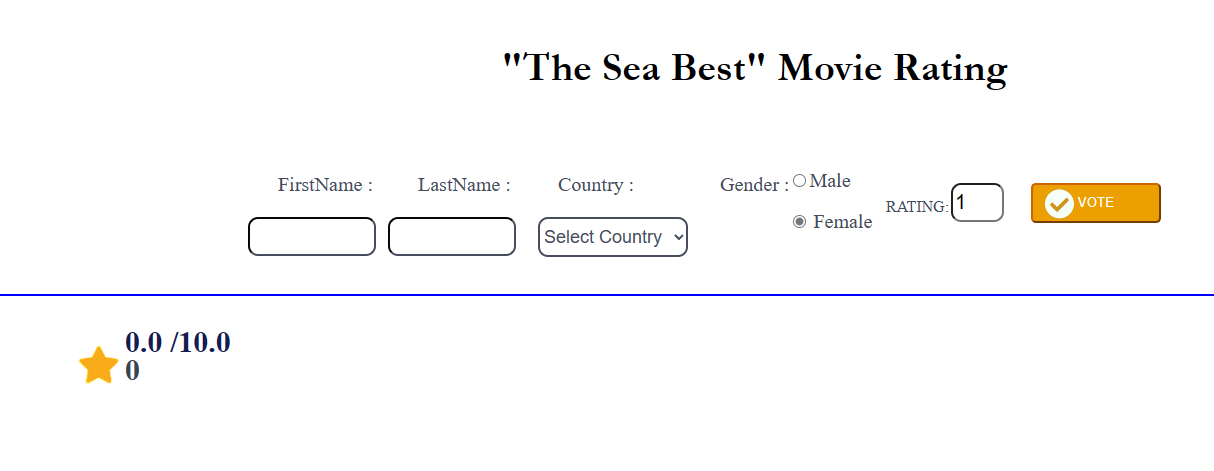 "The Sea Best" Movie Rating
FirstName :
LastName :
Country :
Gender :
Male
Female
RATING:
1
VOTE
Select Country
0.0 /10.0
0